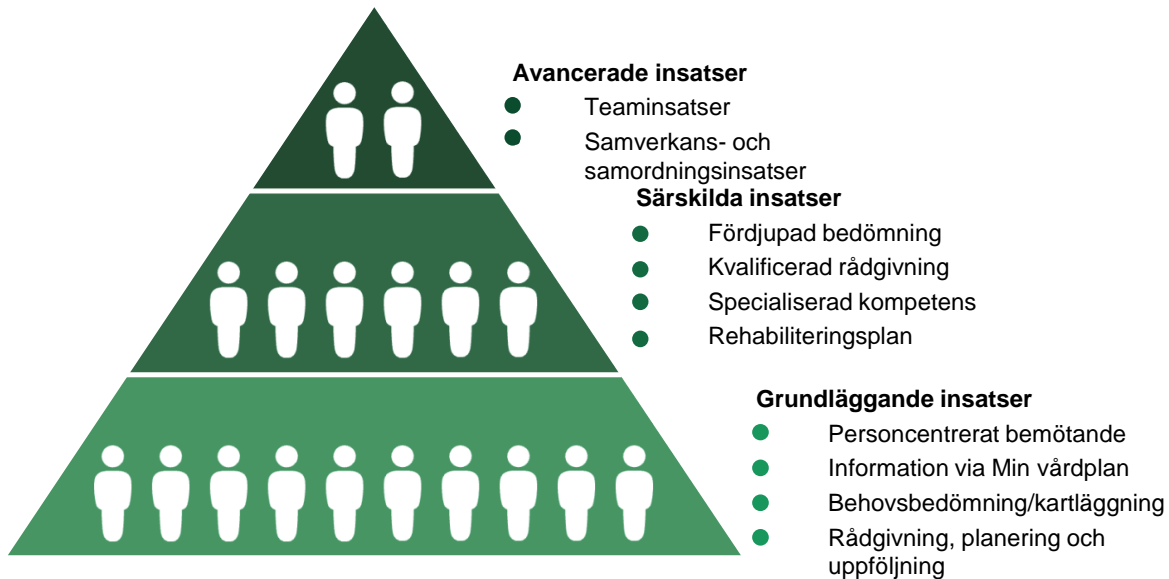 Avancerade insatser
Teaminsatser
Samverkans- och
samordningsinsatser
Särskilda insatser
Fördjupad bedömning
Kvalificerad rådgivning
Specialiserad kompetens
Rehabiliteringsplan
Grundläggande insatser
Personcentrerat bemötande
Information via Min vårdplan
Behovsbedömning/kartläggning
Rådgivning, planering och
uppföljning